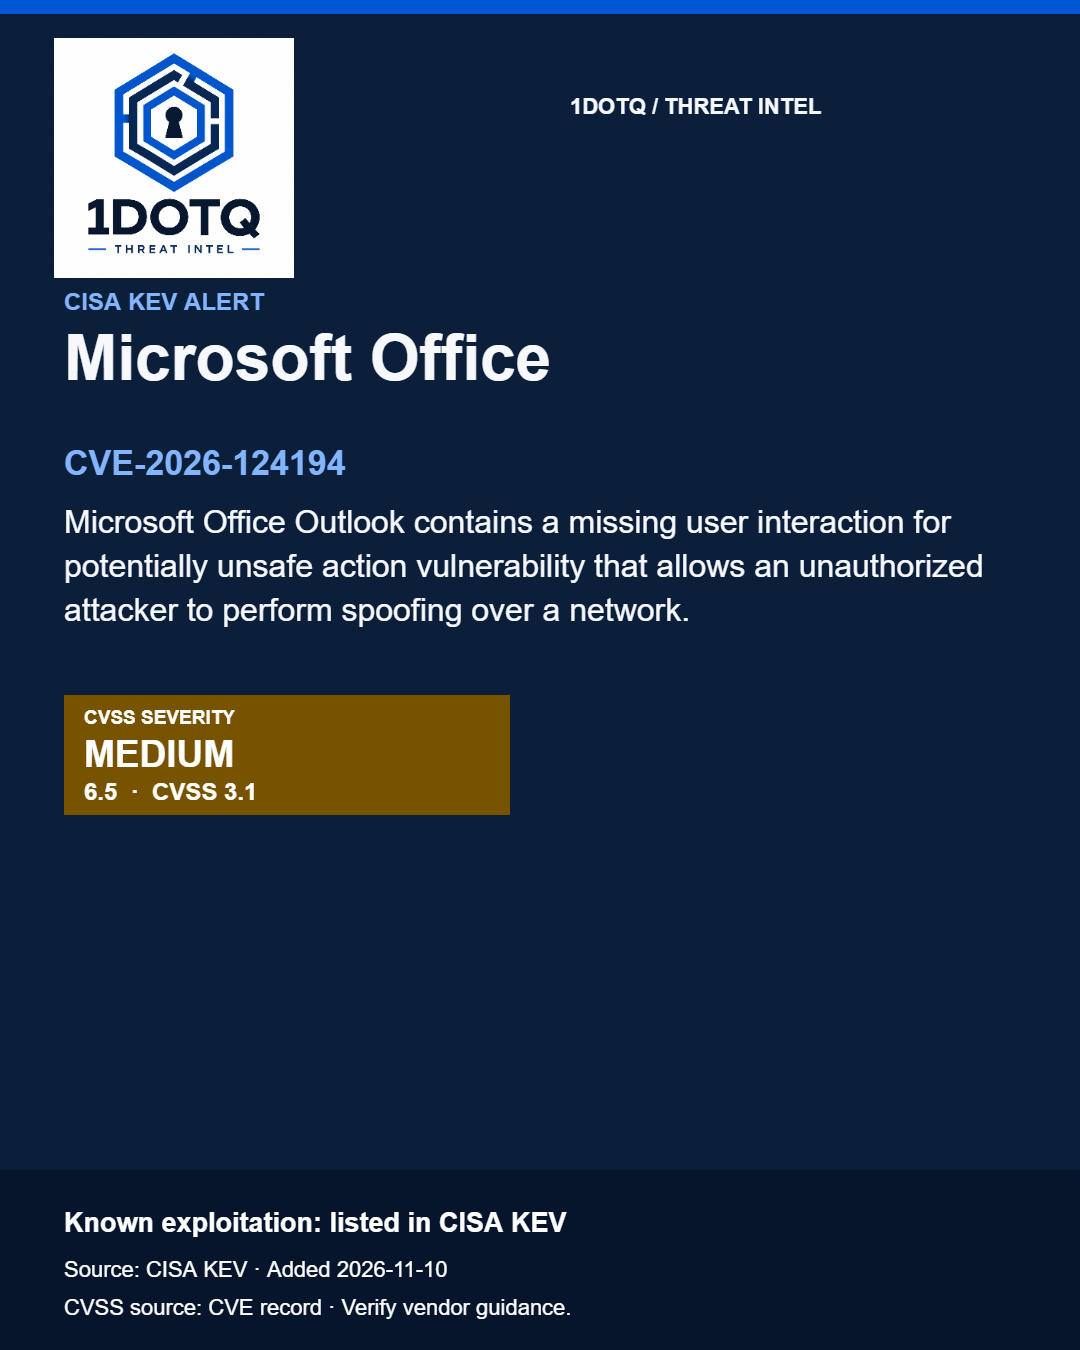 1DOTQ
THREAT INTEL
1DOTQ / THREAT INTEL
CISA KEV ALERT
Microsoft Office
CVE-2026-124194
Microsoft Office Outlook contains a missing user interaction for
potentially unsafe action vulnerability that allows an unauthorized
attacker to perform spoofing over a network.
CVSS SEVERITY
MEDIUM
6.5 · CVSS 3.1
Known exploitation: listed in CISA KEV
Source: CISA KEV · Added 2026-11-10
CVSS source: CVE record · Verify vendor guidance.